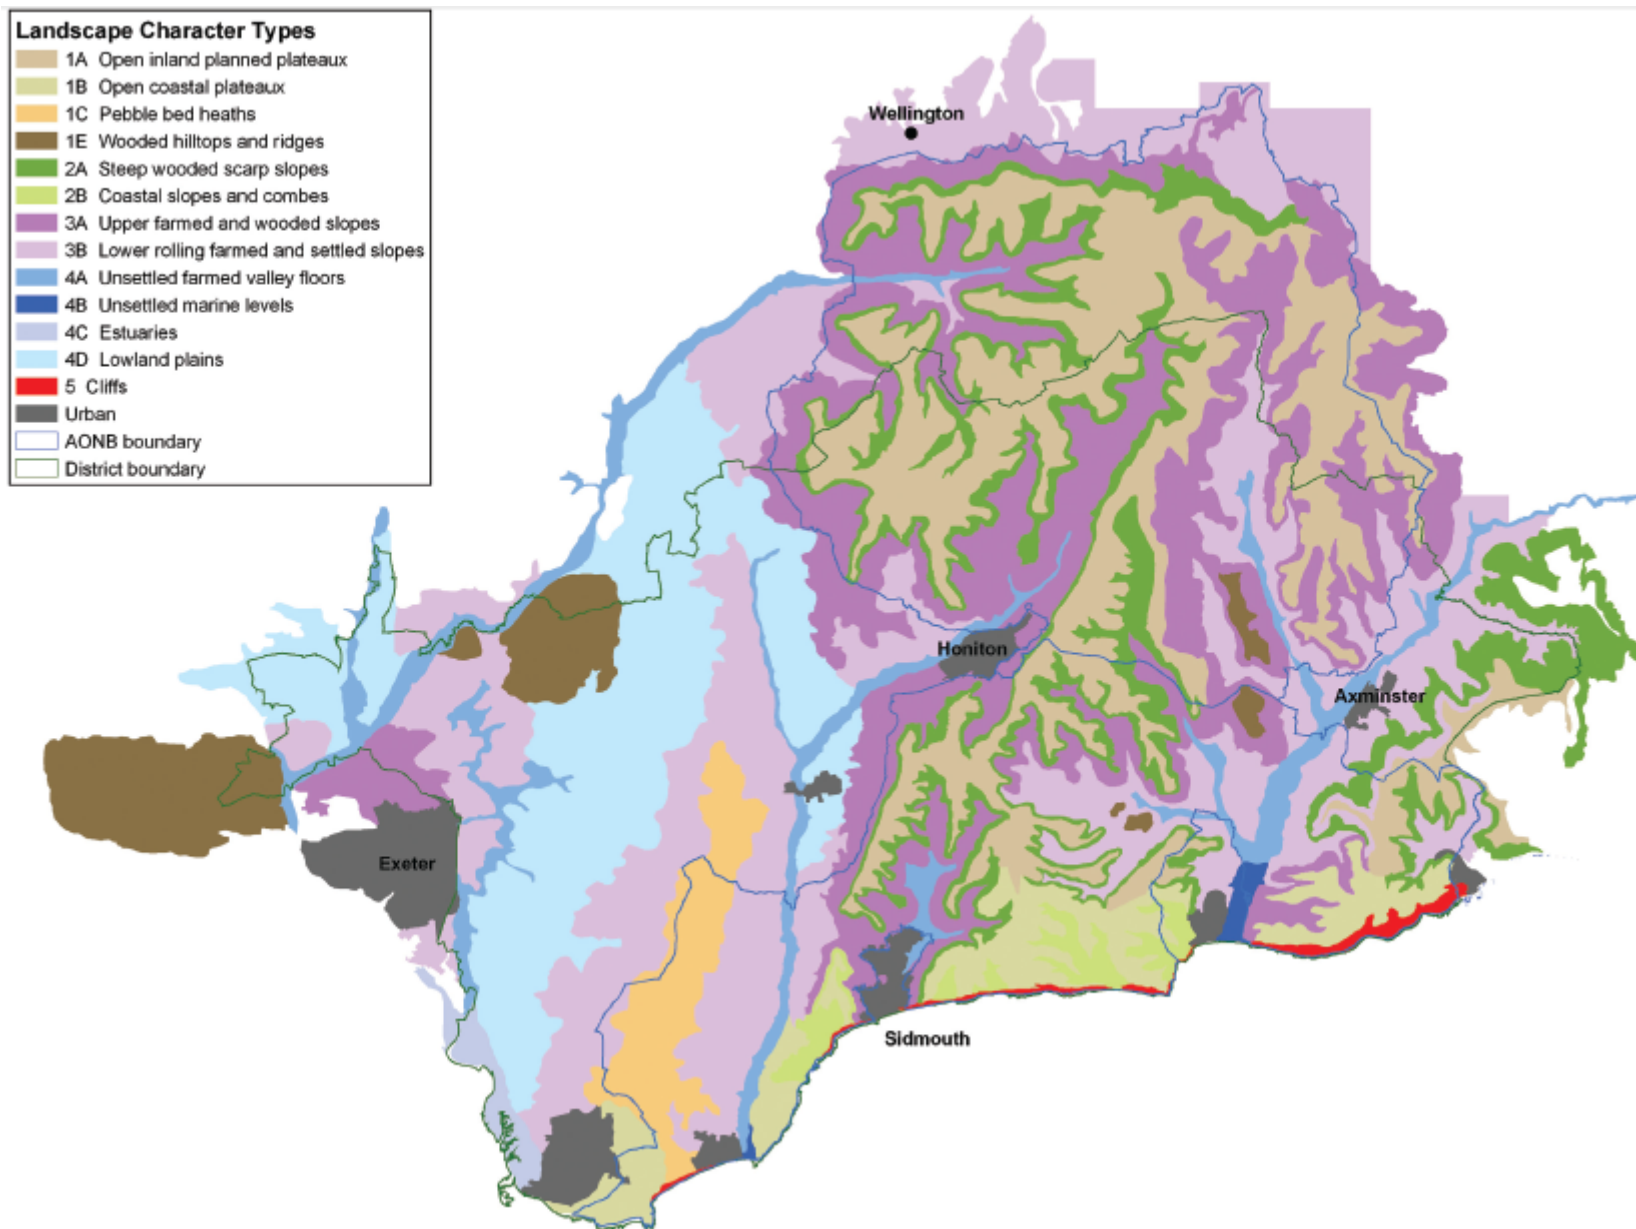 Landscape Character Types
1A Open inland planned plateaux
1B Open coastal plateaux
1C Pebble bed heaths
1E Wooded hilltops and ridges
2A Steep wooded scarp slopes
2B Coastal slopes and combes
3A Upper farmed and wooded slopes
3B Lower rolling farmed and settled slopes
4A Unsettled farmed valley floors
4B Unsettled marine levels
4C Estuaries
4D Lowland plains
5 Cliffs
Urban
AONB boundary
District boundary
Wellington
Honiton
Axminster
Exeter
Sidmouth